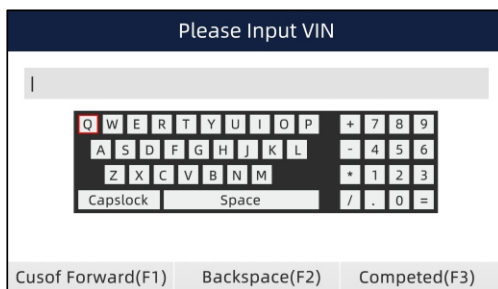 Please Input VIN
Q W E R T Y U I O P + 7 8 9
A S D F G H J K L - 4 5 6
Z X C V B N M * 1 2 3
Capslock Space / . 0 =
Cusof Forward(F1) Backspace(F2) Competed(F3)